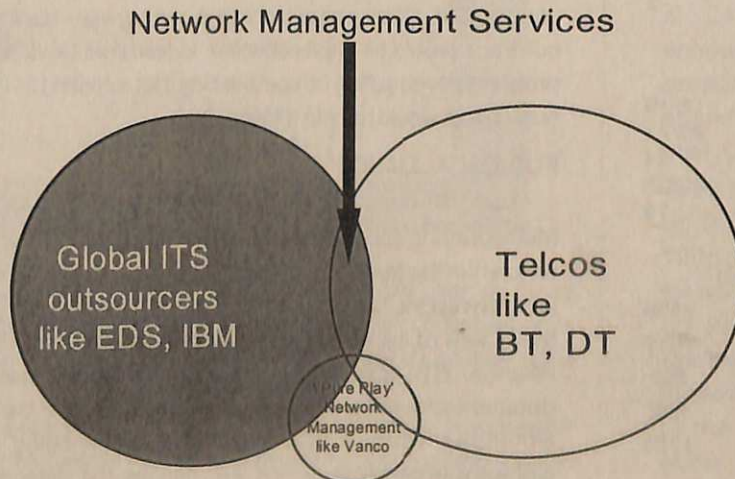 Network Management Services
Global ITS
outsourcers
like EDS, IBM
Telcos
like
BT, DT
'Pure Play'
Network
Management
like Vanco